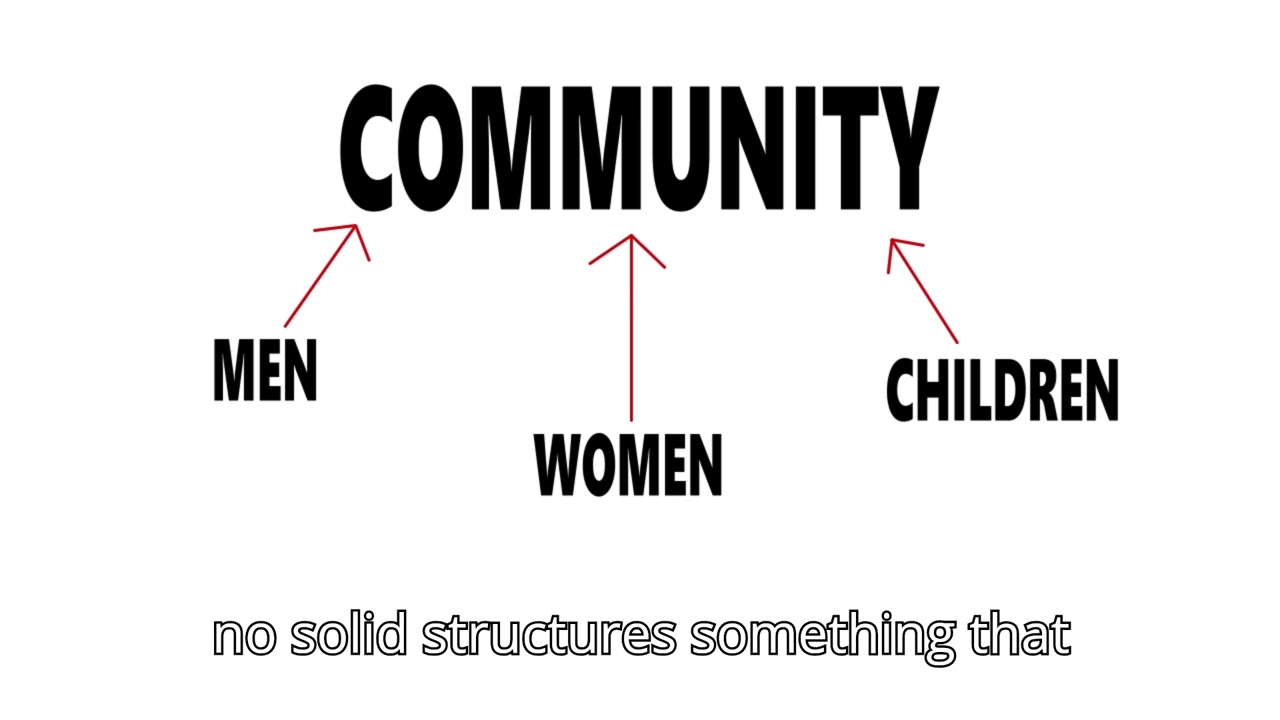 COMMUNITY
MEN
CHILDREN
WOMEN
no solid structures something that